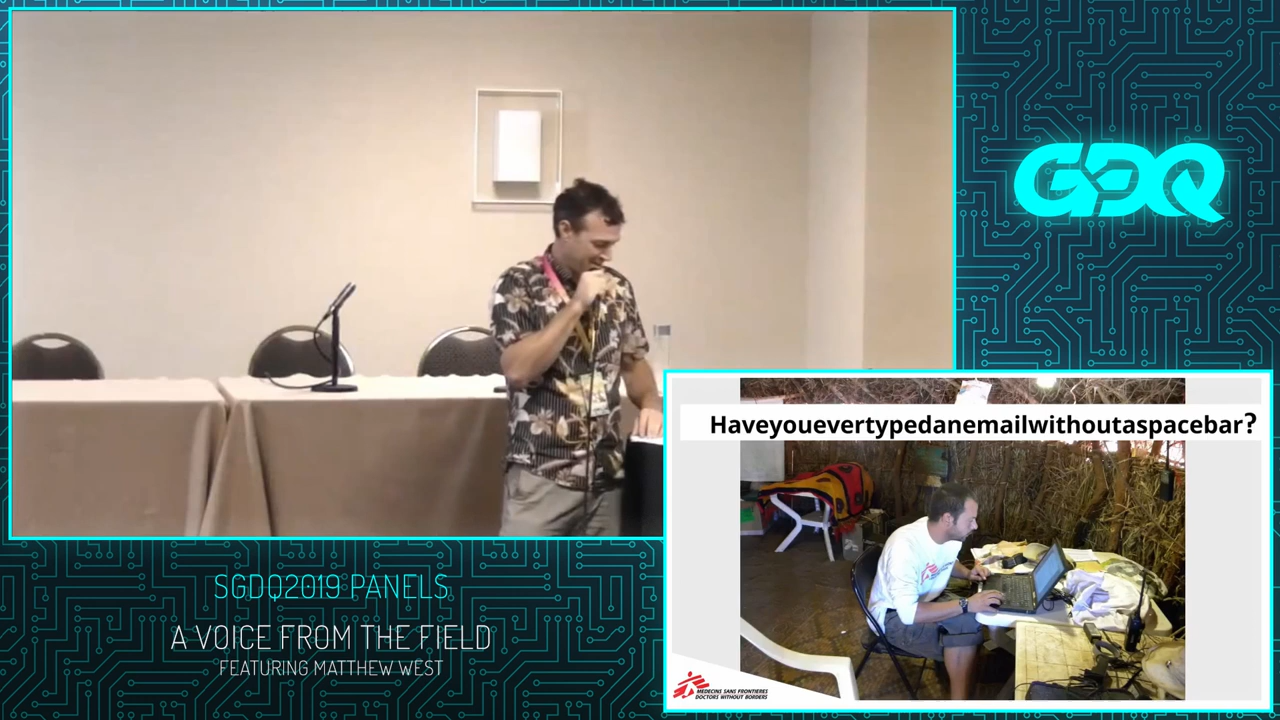 GDQ
Haveyouevertypedanemailwithoutaspacebar?
MEDECINS SANS FRONTIERES
DOCTORS WITHOUT BORDERS
SGDQ2019 PANELS
A VOICE FROM THE FIELD
FEATURING MATTHEW WEST